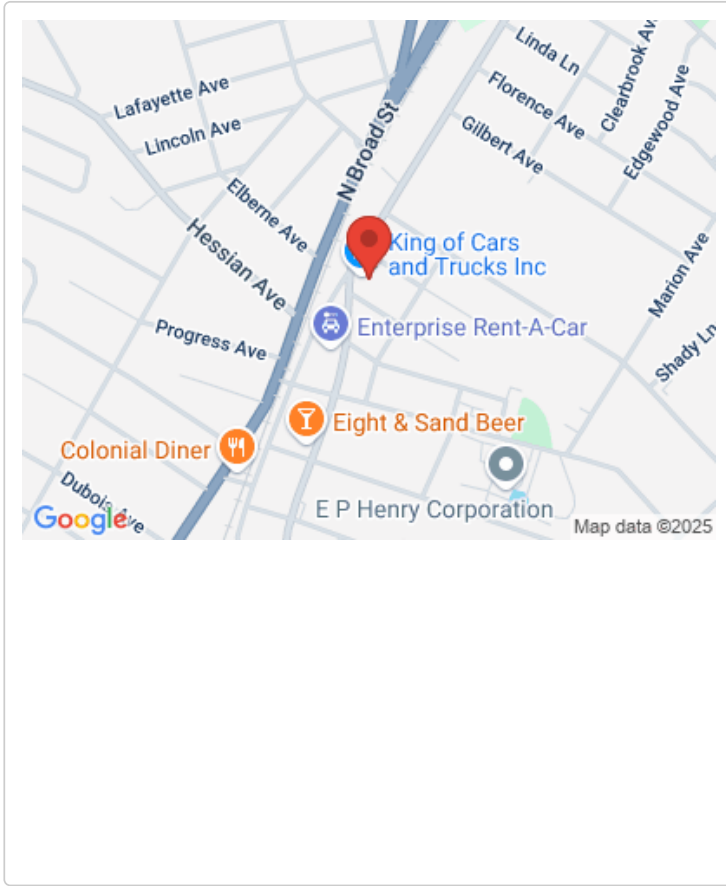 Linda Ln
Clearbrook Av
Lafayette Ave
Florence Ave
Edgewood Ave
Lincoln Ave
N Broad St
Gilbert Ave
Elberne Ave
Hessian Ave
King of Cars
and Trucks Inc
Marion Ave
Progress Ave
Enterprise Rent-A-Car
Shady Ln
Eight & Sand Beer
Colonial Diner
E P Henry Corporation
Dubois Ave
Google
Map data ©2025